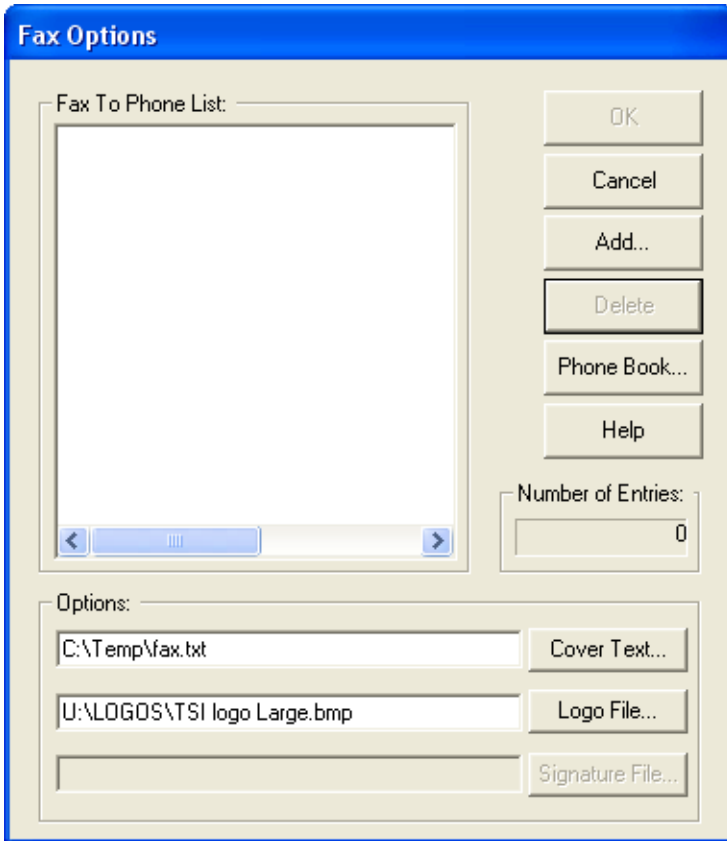 Fax Options
Fax To Phone List:
OK
Cancel
Add...
Delete
Phone Book...
Help
Number of Entries:
0
Options:
C:\Temp\fax.txt
Cover Text...
U:\LOGOS\TSI logo Large.bmp
Logo File...
Signature File...